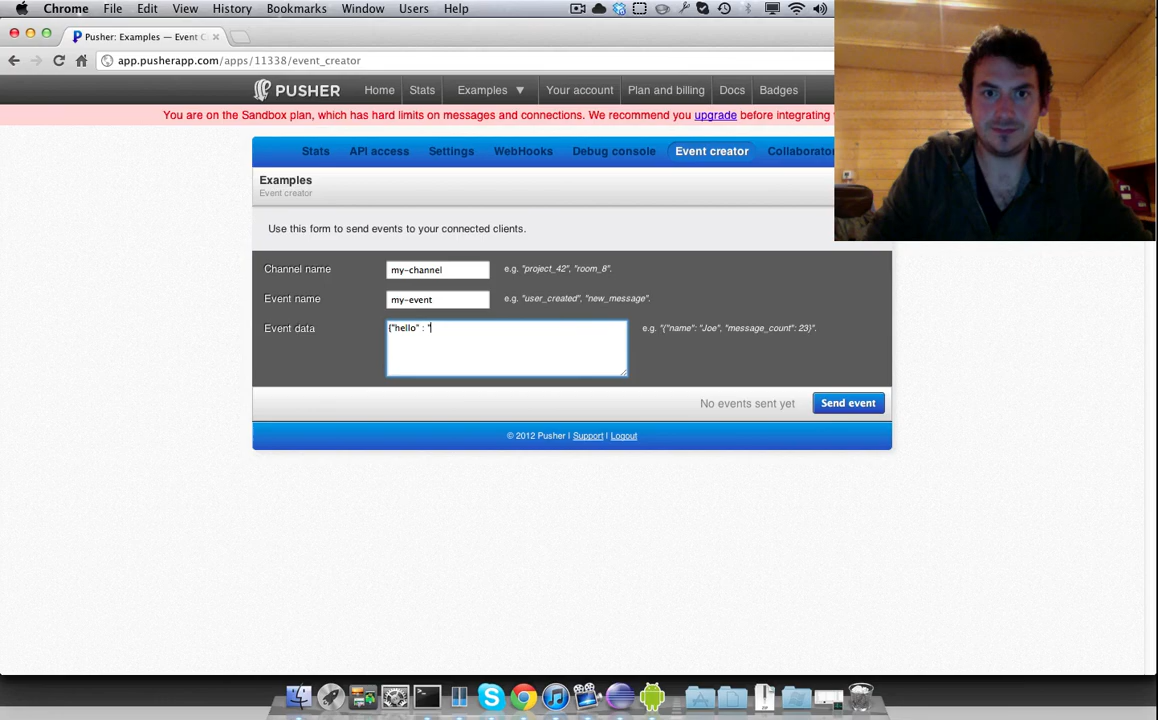 Chrome File Edit View History Bookmarks Window Users Help
Pusher: Examples — Event C
app.pusherapp.com/apps/11338/event_creator
PUSHER Home Stats Examples ▼ Your account Plan and billing Docs Badges
You are on the Sandbox plan, which has hard limits on messages and connections. We recommend you upgrade before integrating
Stats API access Settings WebHooks Debug console Event creator Collaborator
Examples
Event creator
Use this form to send events to your connected clients.
Channel name my-channel e.g. "project_42", "room_8".
Event name my-event e.g. "user_created", "new_message".
Event data {"hello" : " e.g. "{"name": "Joe", "message_count": 23}".
No events sent yet Send event
© 2012 Pusher | Support | Logout